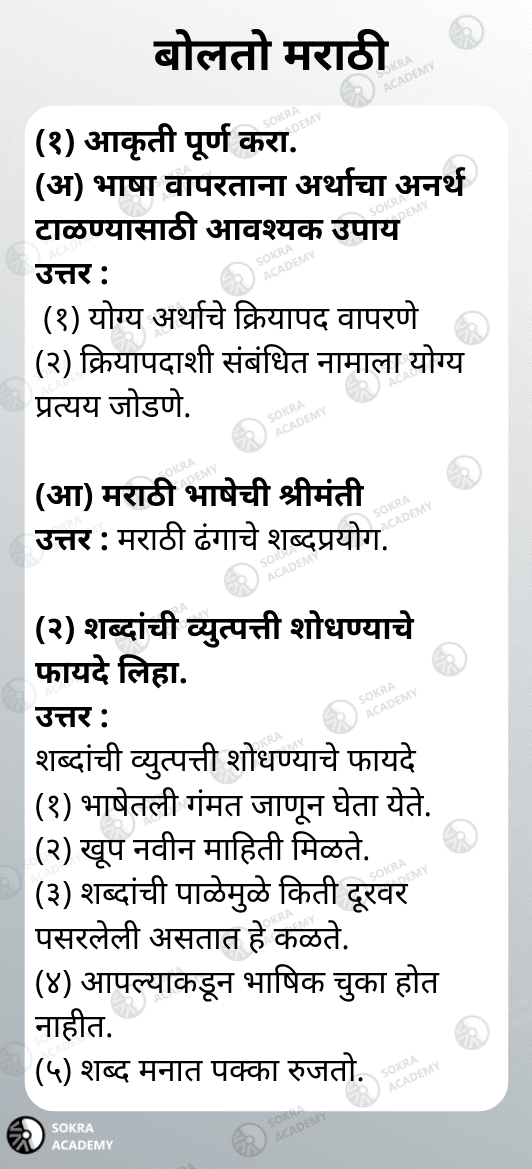 बोलतो मराठी
(१) आकृती पूर्ण करा.
(अ) भाषा वापरताना अर्थाचा अनर्थ
टाळण्यासाठी आवश्यक उपाय
उत्तर :
(१) योग्य अर्थाचे क्रियापद वापरणे
(२) क्रियापदाशी संबंधित नामाला योग्य
प्रत्यय जोडणे.
(आ) मराठी भाषेची श्रीमंती
उत्तर : मराठी ढंगाचे शब्दप्रयोग.
(२) शब्दांची व्युत्पत्ती शोधण्याचे
फायदे लिहा.
उत्तर :
शब्दांची व्युत्पत्ती शोधण्याचे फायदे
(१) भाषेतली गंमत जाणून घेता येते.
(२) खूप नवीन माहिती मिळते.
(३) शब्दांची पाळेमुळे किती दूरवर
पसरलेली असतात हे कळते.
(४) आपल्याकडून भाषिक चुका होत
नाहीत.
(५) शब्द मनात पक्का रुजतो.
SOKRA
ACADEMY